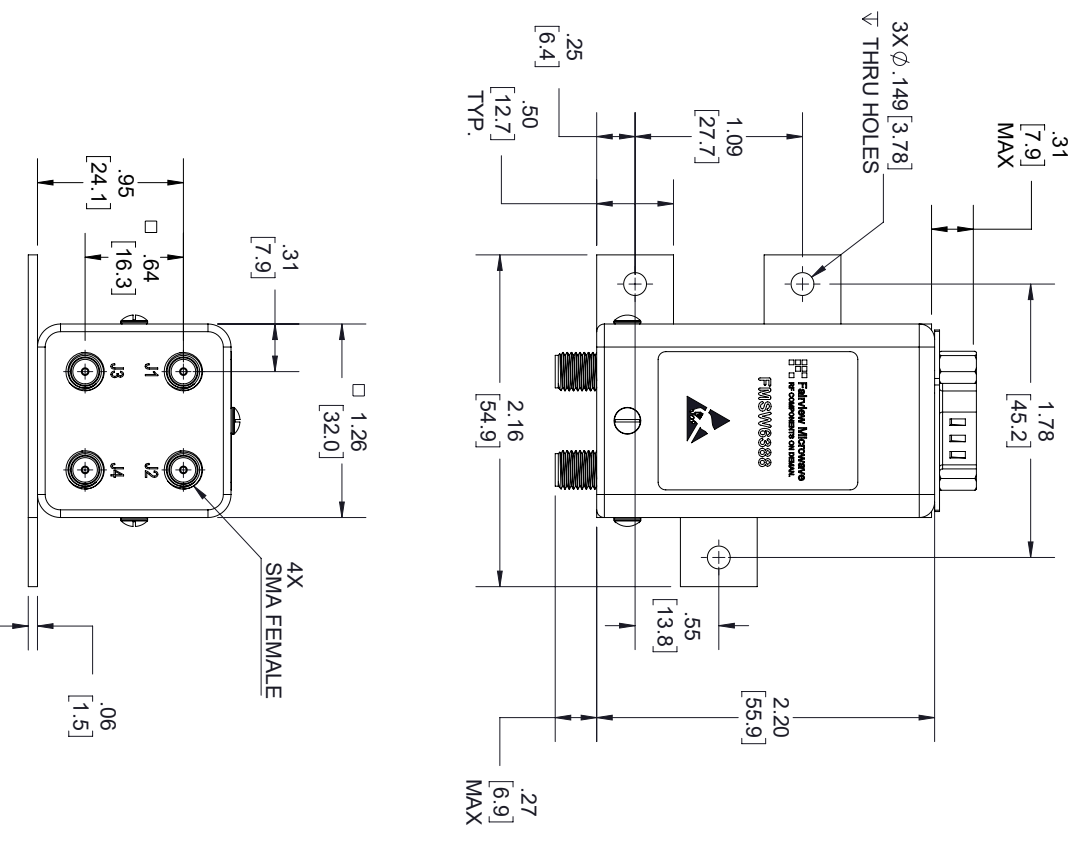 3X ⌀.149 [3.78]
↧ THRU HOLES
.31
[7.9]
MAX
1.09
[27.7]
.25
[6.4]
.50
[12.7]
TYP.
1.78
[45.2]
Fairview Microwave
RF COMPONENTS ON DEMAN.
FMSW6388
2.16
[54.9]
.55
[13.8]
2.20
[55.9]
.27
[6.9]
MAX
.31
[7.9]
.95
[24.1]
□ .64
[16.3]
□ 1.26
[32.0]
J1
J2
J3
J4
4X
SMA FEMALE
.06
[1.5]